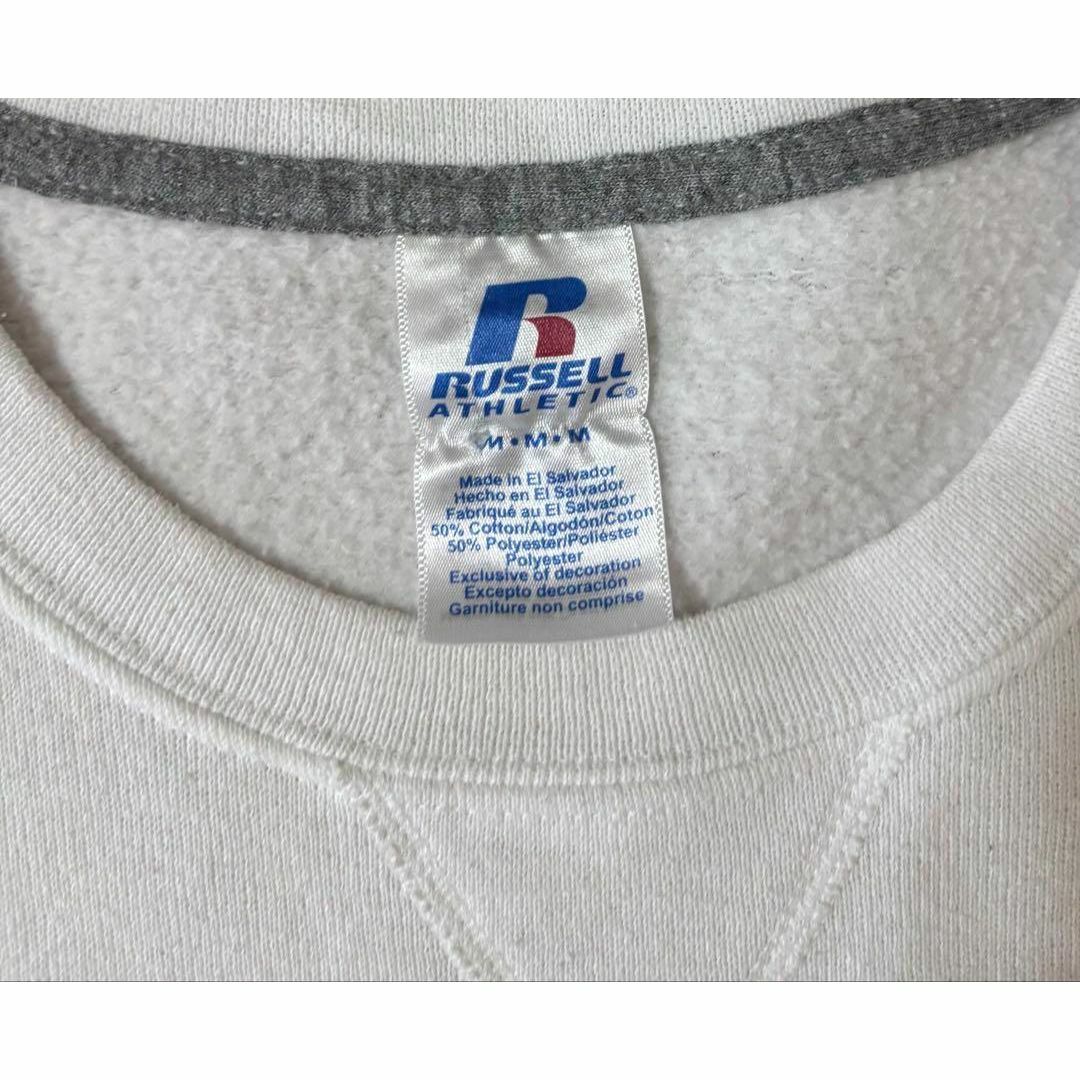 R
RUSSELL
ATHLETIC®
M•M•M
Made in El Salvador
Hecho en El Salvador
Fabriqué au El Salvador
50% Cotton/Algodón/Coton
50% Polyester/Poliéster
Polyester
Exclusive of decoration
Excepto decoración
Garniture non comprise